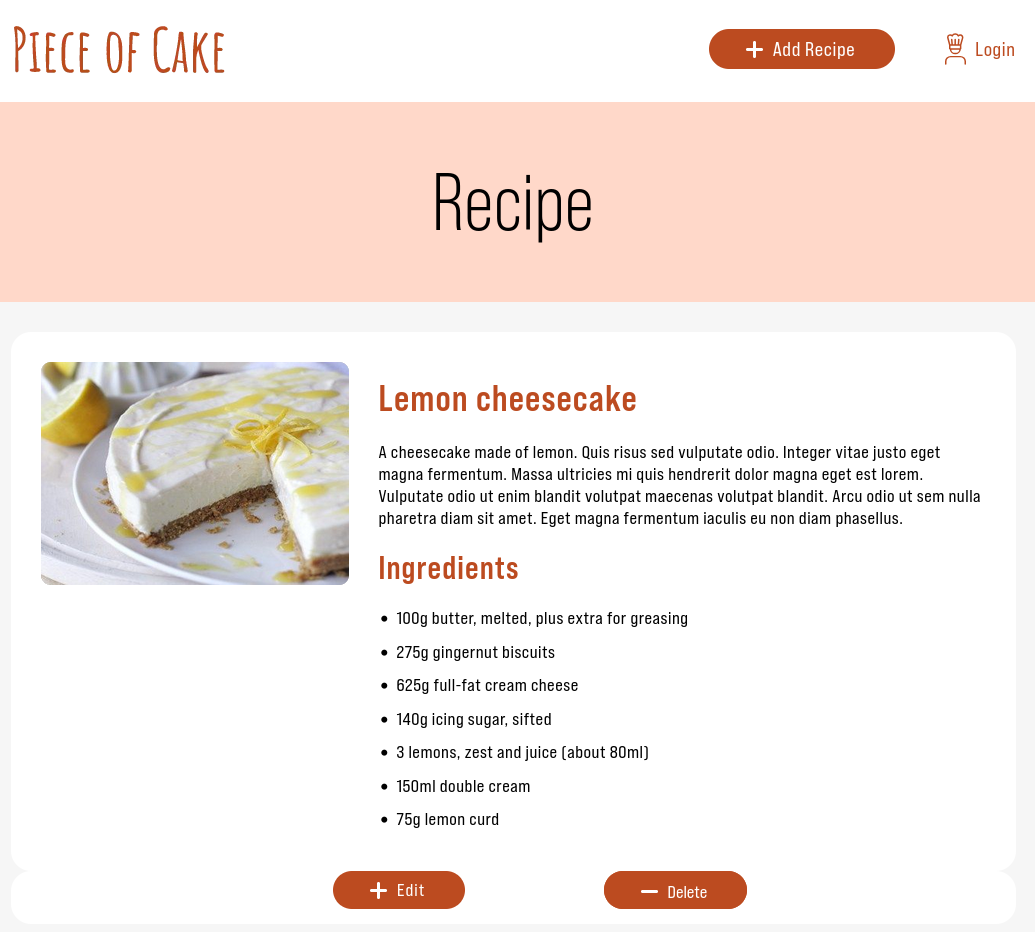 Piece of Cake
Add Recipe
Login
Recipe
Lemon cheesecake
A cheesecake made of lemon. Quis risus sed vulputate odio. Integer vitae justo eget
magna fermentum. Massa ultricies mi quis hendrerit dolor magna eget est lorem.
Vulputate odio ut enim blandit volutpat maecenas volutpat blandit. Arcu odio ut sem nulla
pharetra diam sit amet. Eget magna fermentum iaculis eu non diam phasellus.
Ingredients
• 100g butter, melted, plus extra for greasing
• 275g gingernut biscuits
• 625g full-fat cream cheese
• 140g icing sugar, sifted
• 3 lemons, zest and juice (about 80ml)
• 150ml double cream
• 75g lemon curd
Edit
Delete